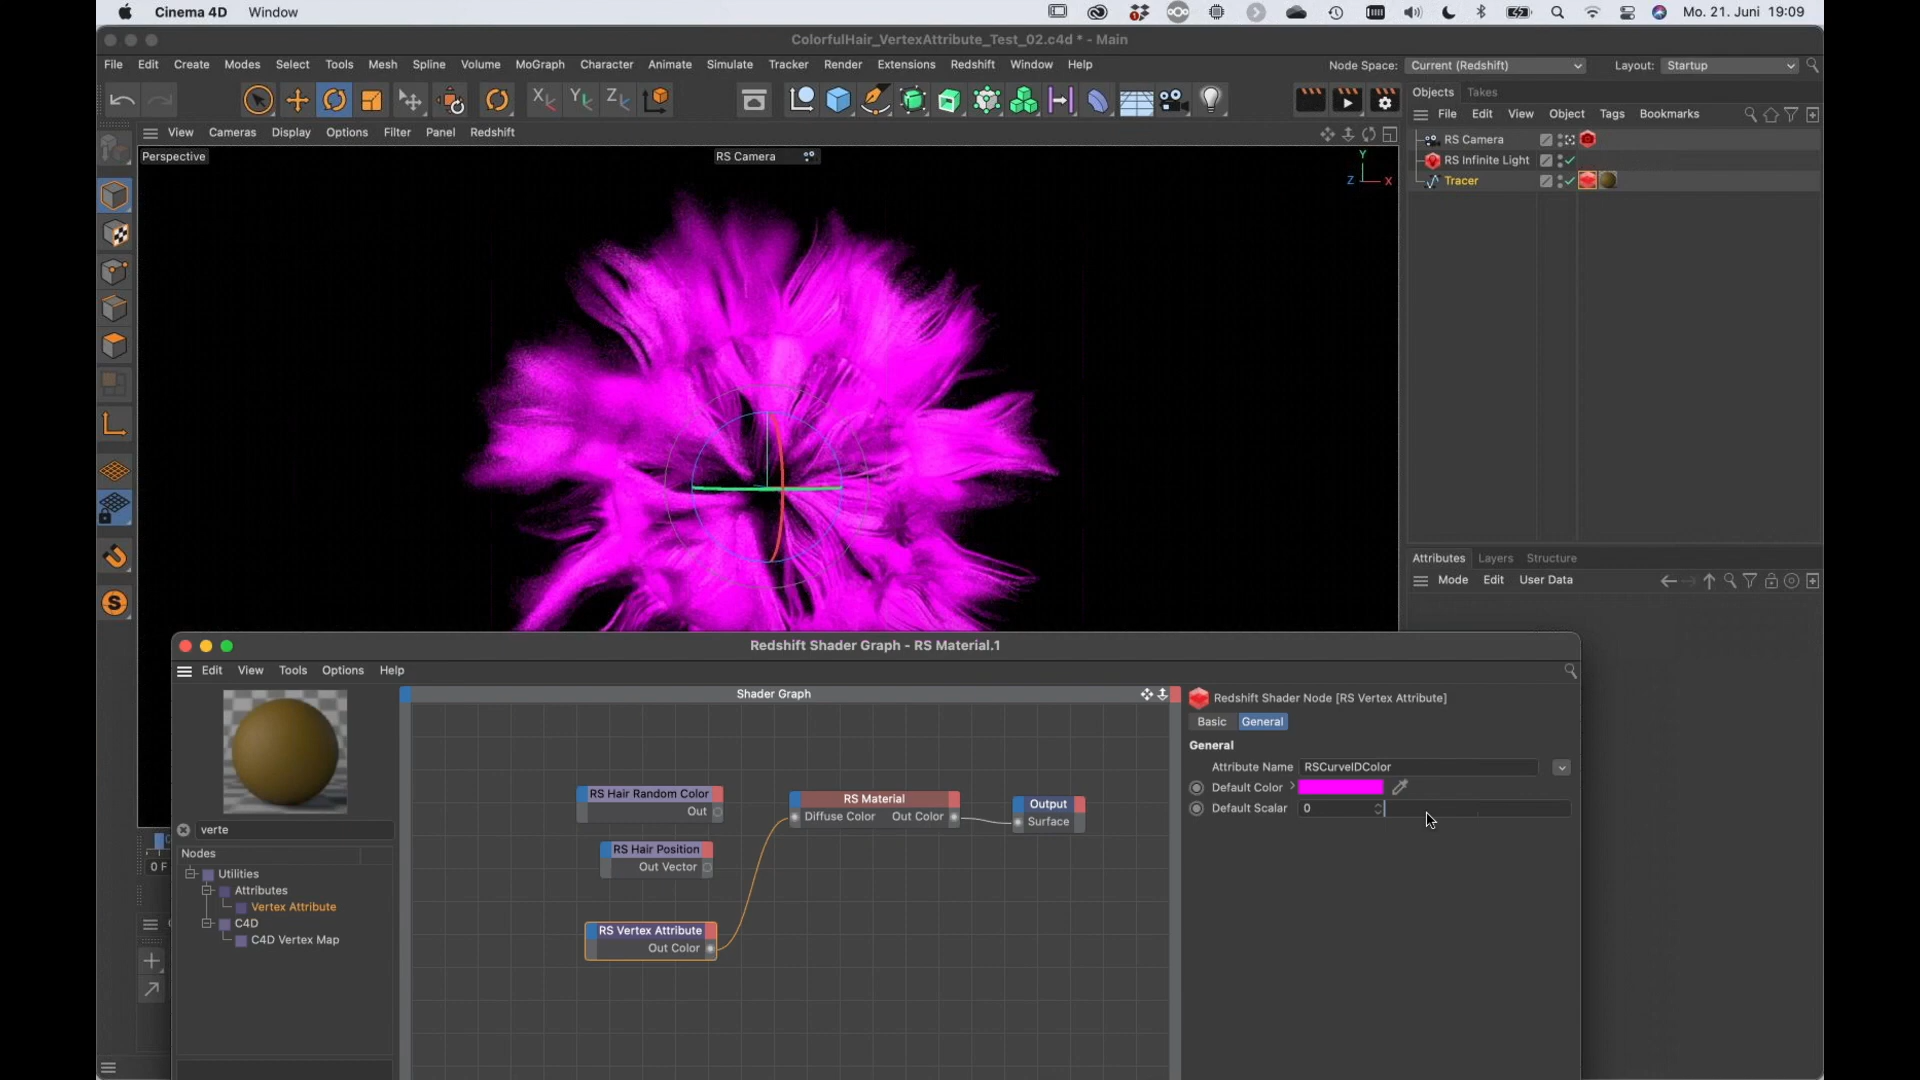 Cinema 4D Window
Mo. 21. Juni 19:09
ColorfulHair_VertexAttribute_Test_02.c4d * - Main
File Edit Create Modes Select Tools Mesh Spline Volume MoGraph Character Animate Simulate Tracker Render Extensions Redshift Window Help
Node Space: Current (Redshift) Layout: Startup
X Y Z
Objects Takes
File Edit View Object Tags Bookmarks
View Cameras Display Options Filter Panel Redshift
Perspective
RS Camera
Y
Z X
RS Camera
RS Infinite Light
Tracer
S
Attributes Layers Structure
Mode Edit User Data
0 F
Redshift Shader Graph - RS Material.1
Edit View Tools Options Help
Shader Graph
verte
Nodes
Utilities
Attributes
Vertex Attribute
C4D
C4D Vertex Map
RS Hair Random Color
Out
RS Hair Position
Out Vector
RS Vertex Attribute
Out Color
RS Material
Diffuse Color Out Color
Output
Surface
Redshift Shader Node [RS Vertex Attribute]
Basic General
General
Attribute Name RSCurveIDColor
Default Color
Default Scalar 0